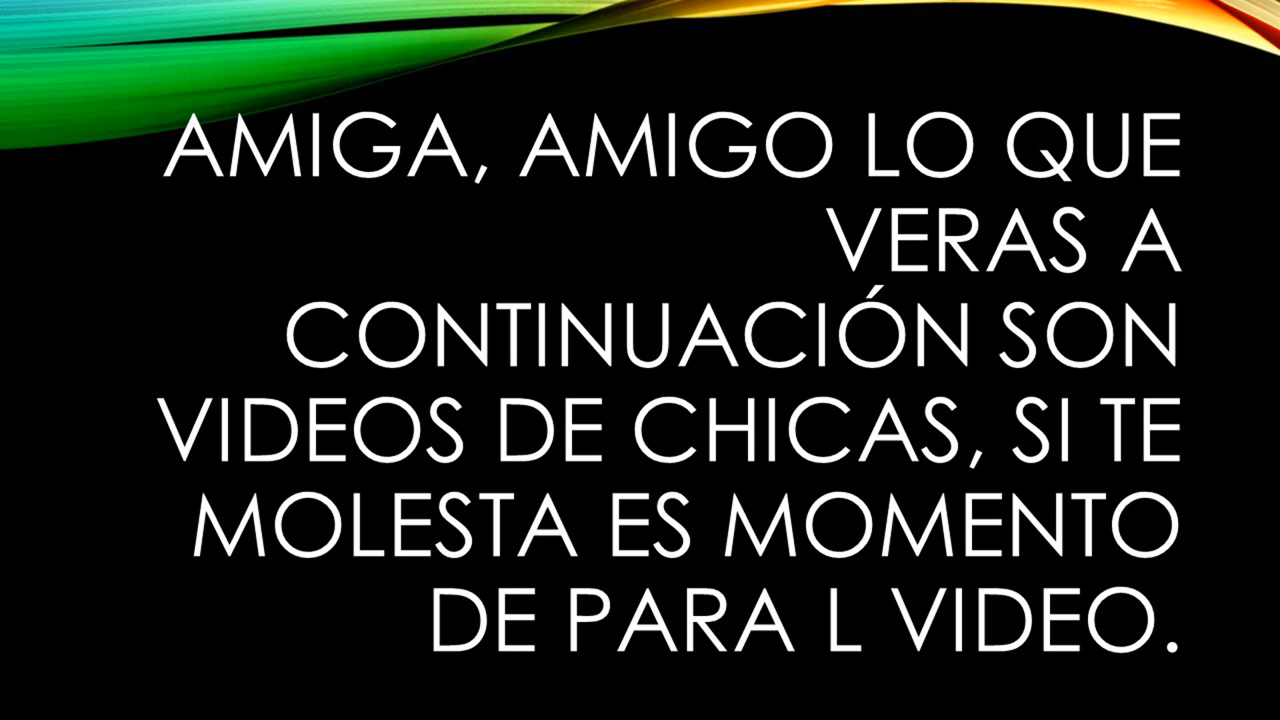 AMIGA, AMIGO LO QUE
VERAS A
CONTINUACIÓN SON
VIDEOS DE CHICAS, SI TE
MOLESTA ES MOMENTO
DE PARA L VIDEO.